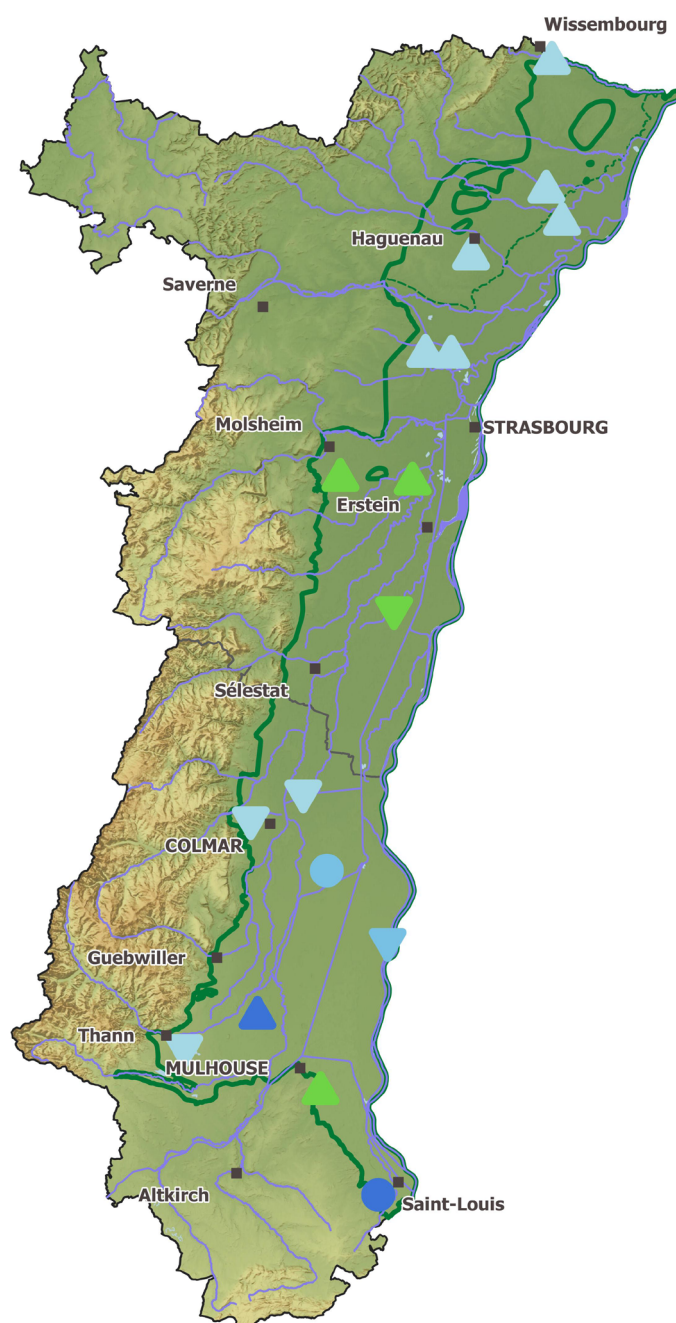 Wissembourg
Haguenau
Saverne
Molsheim
STRASBOURG
Erstein
Sélestat
COLMAR
Guebwiller
Thann
MULHOUSE
Altkirch
Saint-Louis